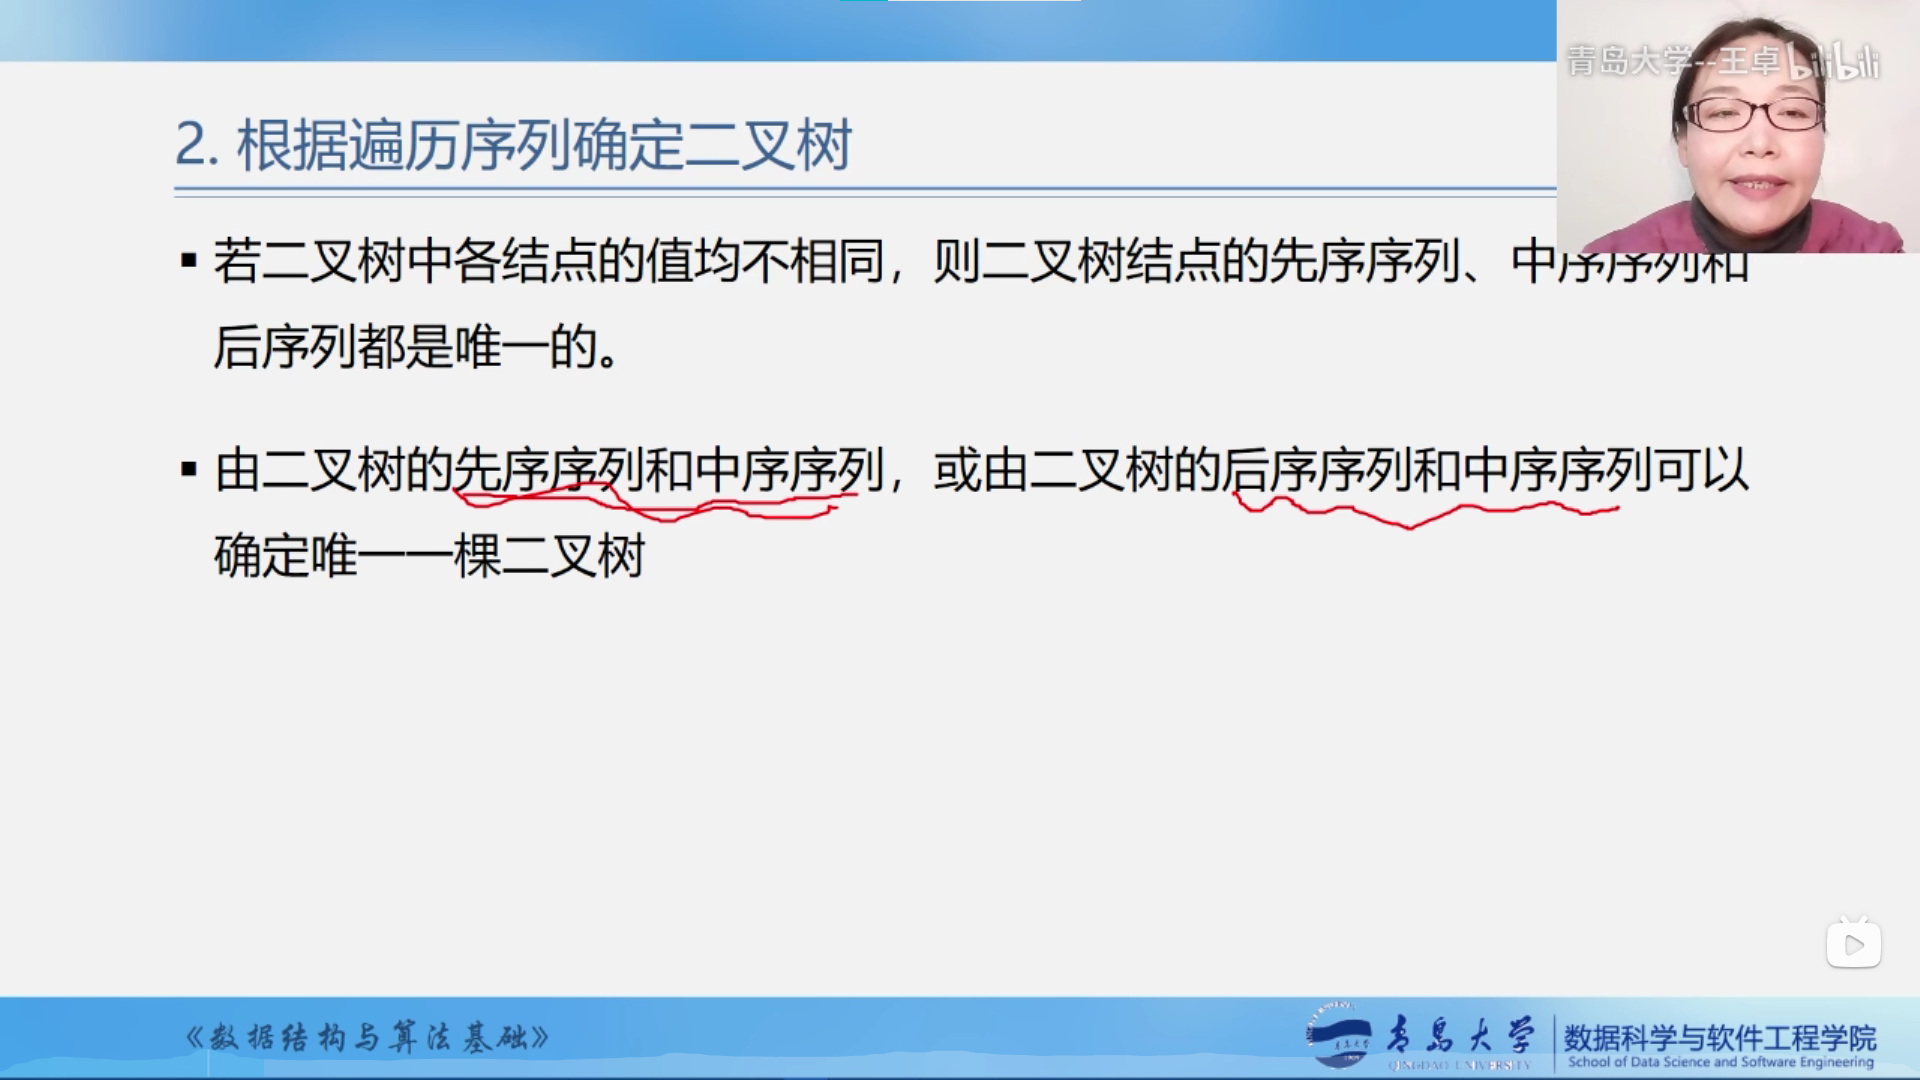 青岛大学--王卓 bilibili
2. 根据遍历序列确定二叉树
▪ 若二叉树中各结点的值均不相同，则二叉树结点的先序序列、中序序列和
后序列都是唯一的。
▪ 由二叉树的先序序列和中序序列，或由二叉树的后序序列和中序序列可以
确定唯一一棵二叉树
《数据结构与算法基础》
青岛大学
QINGDAO UNIVERSITY
数据科学与软件工程学院
School of Data Science and Software Engineering